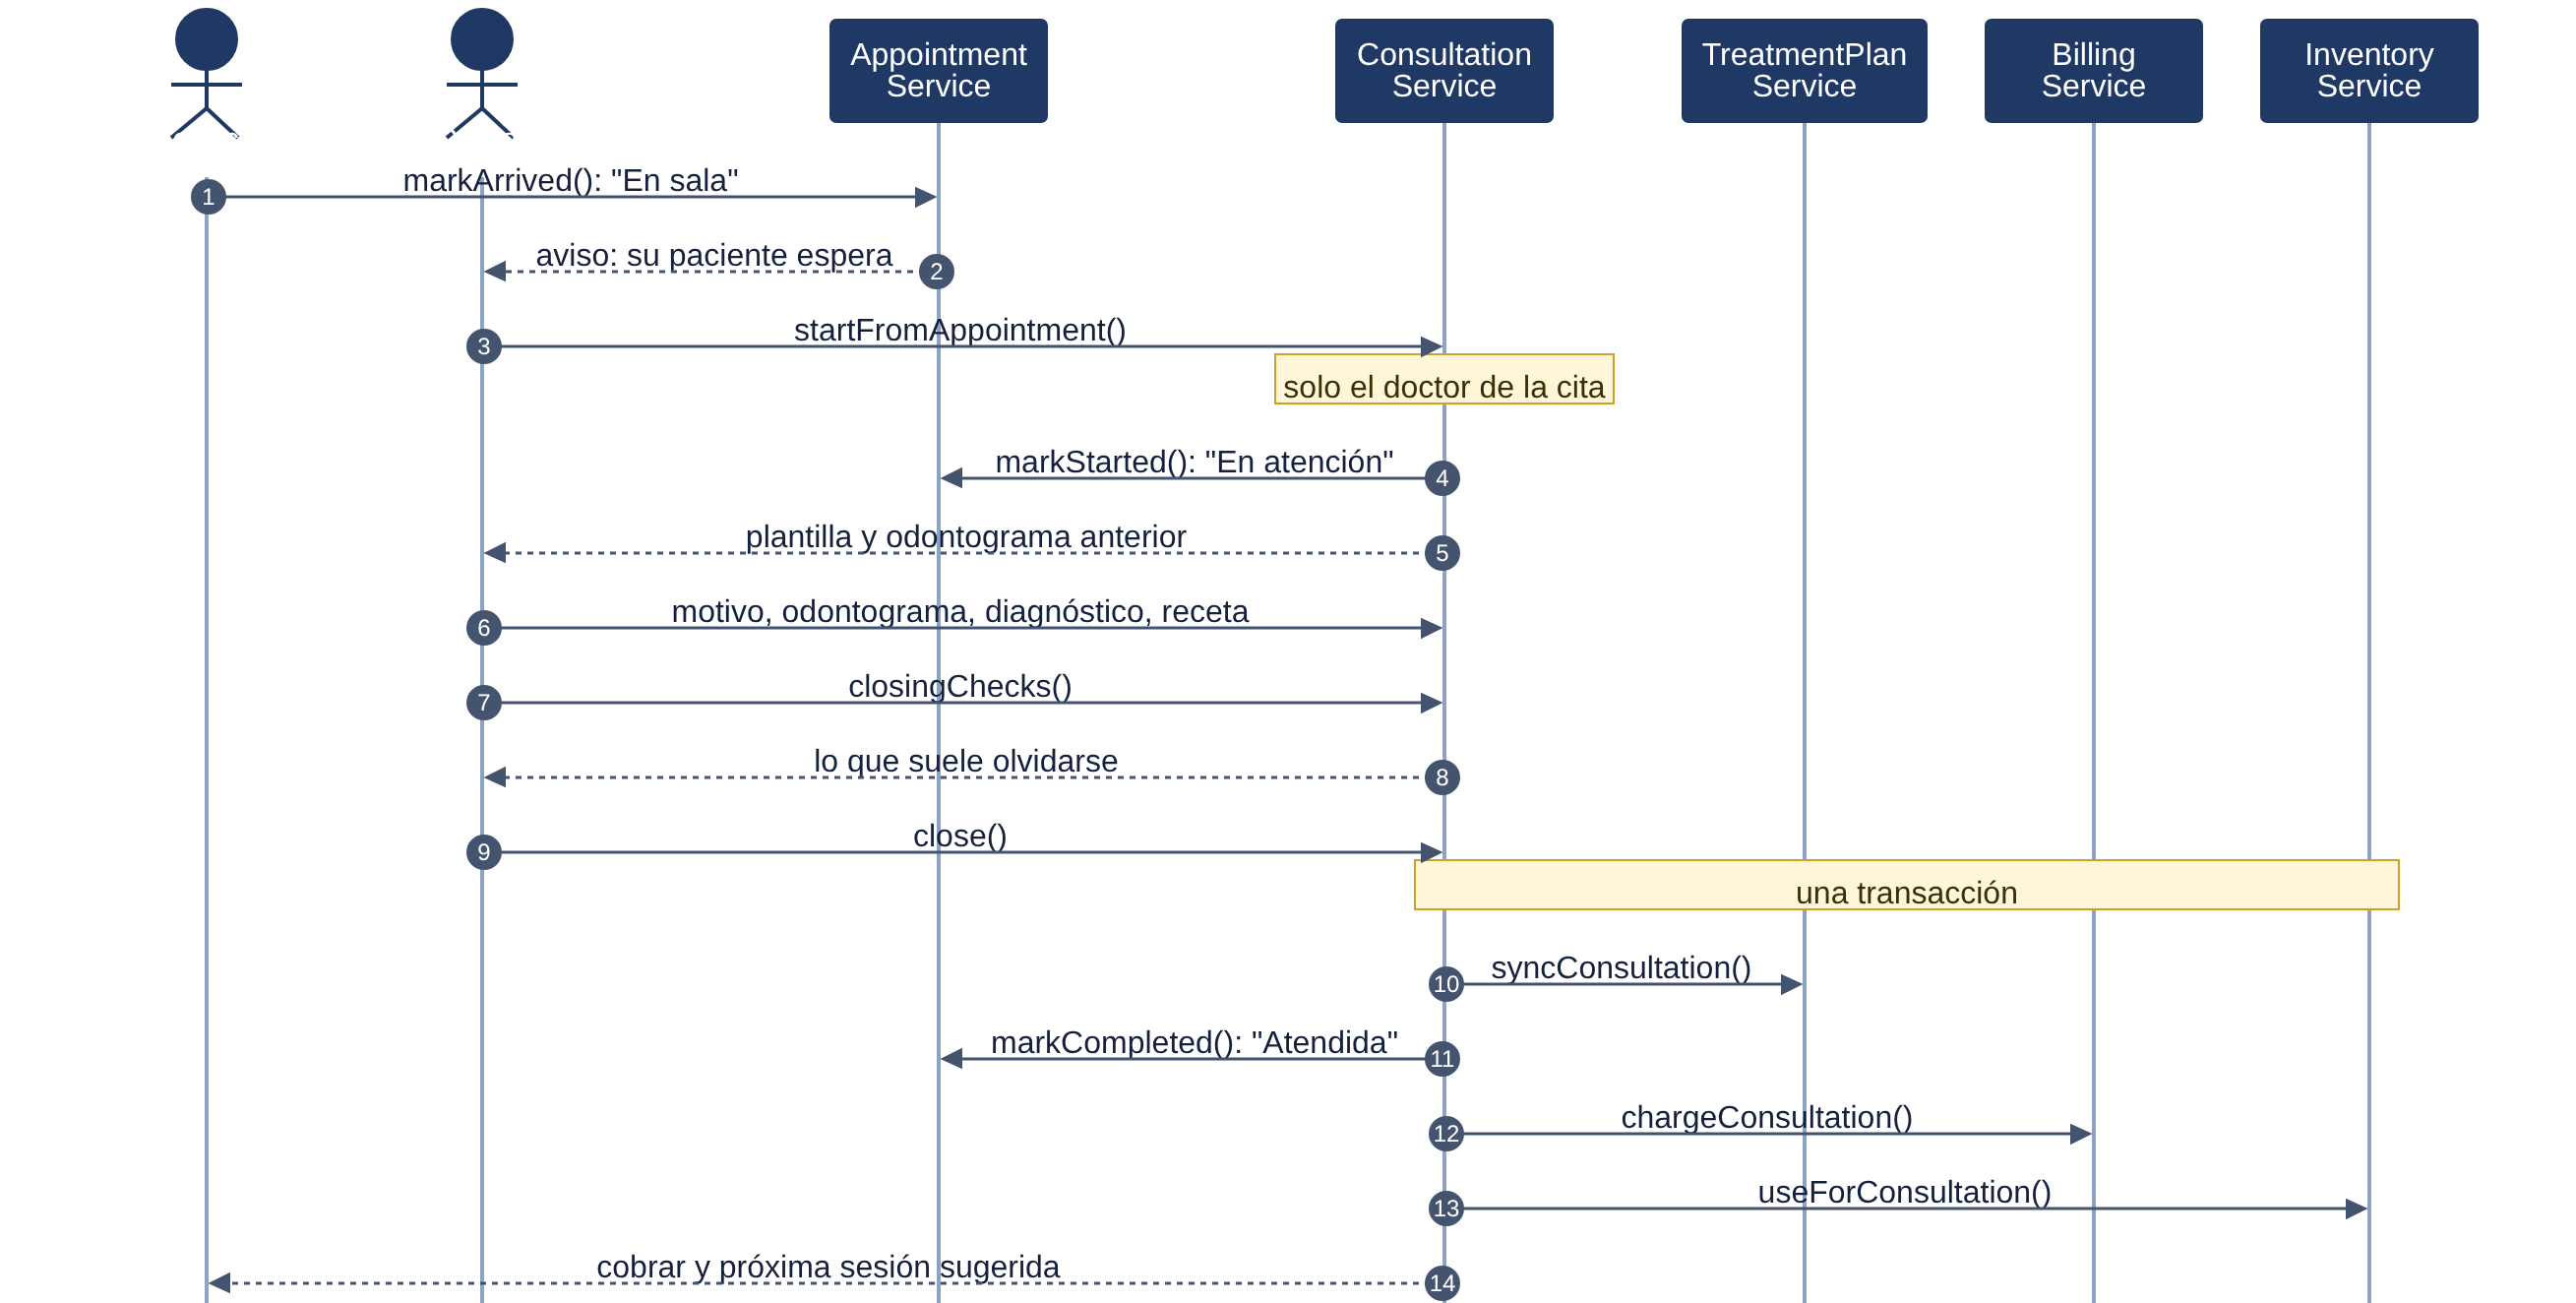 Appointment
Service
Consultation
Service
TreatmentPlan
Service
Billing
Service
Inventory
Service
1
markArrived(): "En sala"
aviso: su paciente espera
2
3
startFromAppointment()
solo el doctor de la cita
markStarted(): "En atención"
4
plantilla y odontograma anterior
5
6
motivo, odontograma, diagnóstico, receta
7
closingChecks()
lo que suele olvidarse
8
9
close()
una transacción
10
syncConsultation()
markCompleted(): "Atendida"
11
12
chargeConsultation()
13
useForConsultation()
cobrar y próxima sesión sugerida
14